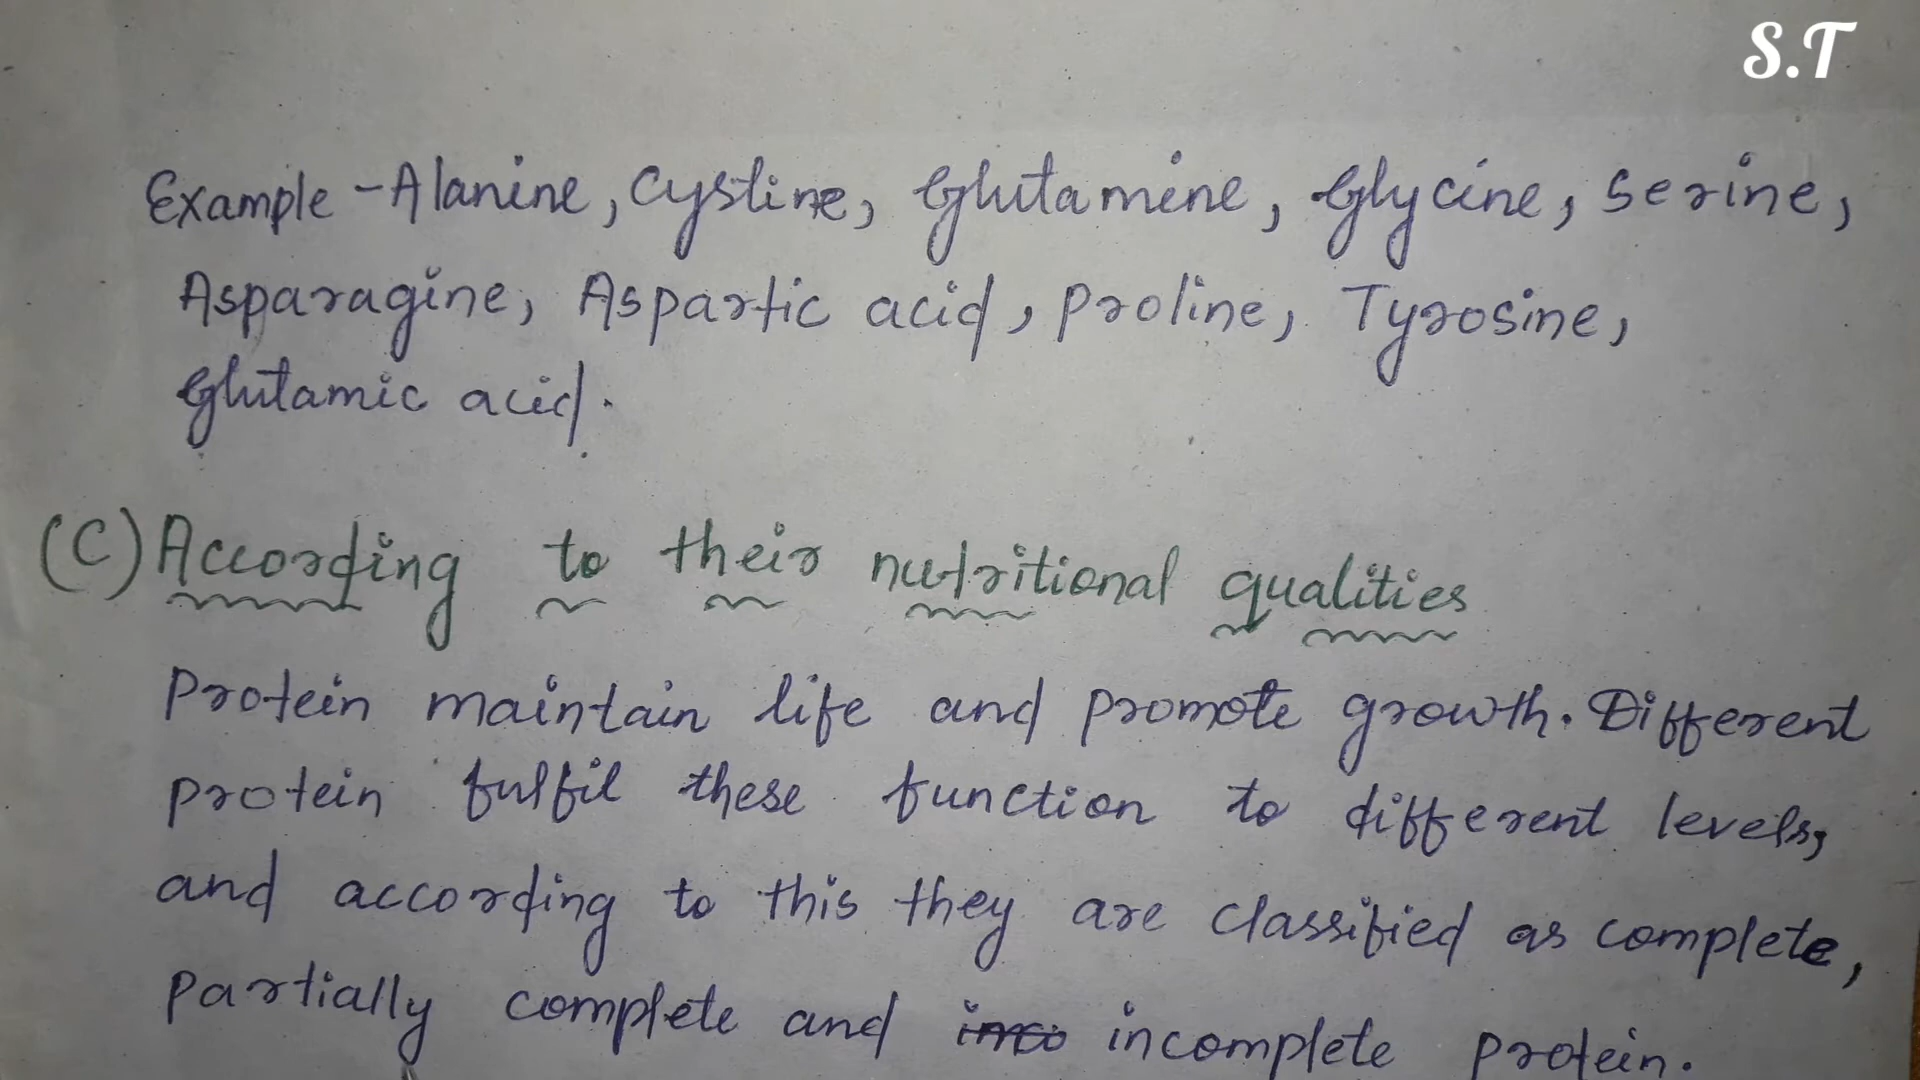 S.T
Example - Alanine, Cystine, Glutamine, Glycine, Serine,
Asparagine, Aspartic acid, Proline, Tyrosine,
Glutamic acid.
(C) According to their nutritional qualities
Protein maintain life and promote growth. Different
protein fulfil these function to different levels,
and according to this they are classified as complete,
partially complete and incomplete protein.